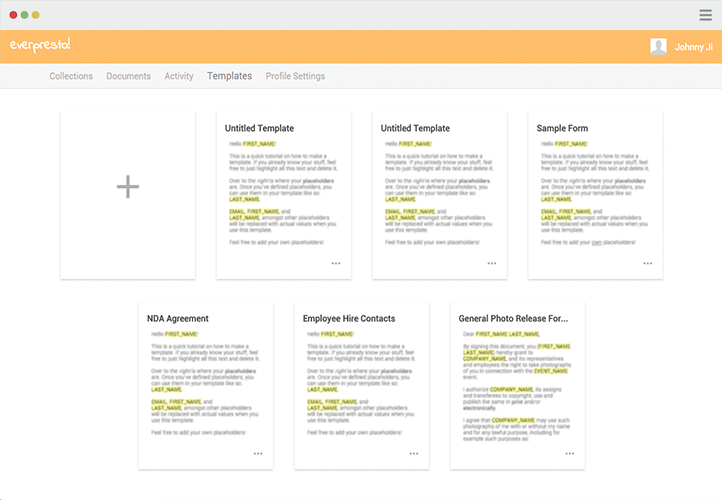 everpresto!
Johnny Ji
Collections Documents Activity Templates Profile Settings
Untitled Template
Hello FIRST_NAME!
This is a quick tutorial on how to make a
template. If you already know your stuff, feel
free to just highlight all this text and delete it.
Over to the right is where your placeholders
are. Once you've defined placeholders, you
can use them in your template like so:
LAST_NAME.
EMAIL, FIRST_NAME, and
LAST_NAME, amongst other placeholders
will be replaced with actual values when you
use this template.
Feel free to add your own placeholders!
Untitled Template
Hello FIRST_NAME!
This is a quick tutorial on how to make a
template. If you already know your stuff, feel
free to just highlight all this text and delete it.
Over to the right is where your placeholders
are. Once you've defined placeholders, you
can use them in your template like so:
LAST_NAME.
EMAIL, FIRST_NAME, and
LAST_NAME, amongst other placeholders
will be replaced with actual values when you
use this template.
Feel free to add your own placeholders!
Sample Form
Hello FIRST_NAME!
This is a quick tutorial on how to make a
template. If you already know your stuff, feel
free to just highlight all this text and delete it.
Over to the right is where your placeholders
are. Once you've defined placeholders, you
can use them in your template like so:
LAST_NAME.
EMAIL, FIRST_NAME, and
LAST_NAME, amongst other placeholders
will be replaced with actual values when you
use this template.
Feel free to add your own placeholders!
NDA Agreement
Hello FIRST_NAME!
This is a quick tutorial on how to make a
template. If you already know your stuff, feel
free to just highlight all this text and delete it.
Over to the right is where your placeholders
are. Once you've defined placeholders, you
can use them in your template like so:
LAST_NAME.
EMAIL, FIRST_NAME, and
LAST_NAME, amongst other placeholders
will be replaced with actual values when you
use this template.
Feel free to add your own placeholders!
Employee Hire Contacts
Hello FIRST_NAME!
This is a quick tutorial on how to make a
template. If you already know your stuff, feel
free to just highlight all this text and delete it.
Over to the right is where your placeholders
are. Once you've defined placeholders, you
can use them in your template like so:
LAST_NAME.
EMAIL, FIRST_NAME, and
LAST_NAME, amongst other placeholders
will be replaced with actual values when you
use this template.
Feel free to add your own placeholders!
General Photo Release For...
Dear FIRST_NAME LAST_NAME,
By signing this document, you (FIRST_NAME
LAST_NAME) hereby grant to
COMPANY_NAME, and its representatives
and employees the right to take photographs
of you in connection with the EVENT_NAME
event.
I authorize COMPANY_NAME, its assigns
and transferees to copyright, use and
publish the same in print and/or
electronically.
I agree that COMPANY_NAME may use such
photographs of me with or without my name
and for any lawful purpose, including for
example such purposes as: